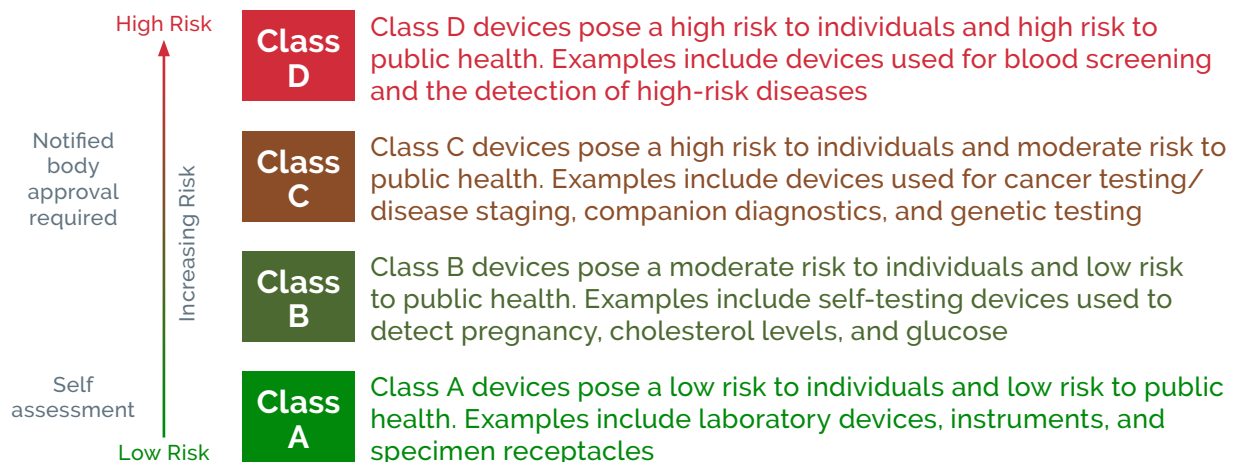 High Risk
Notified
body
approval
required
Increasing Risk
Self
assessment
Low Risk
Class
D
Class D devices pose a high risk to individuals and high risk to
public health. Examples include devices used for blood screening
and the detection of high-risk diseases
Class
C
Class C devices pose a high risk to individuals and moderate risk to
public health. Examples include devices used for cancer testing/
disease staging, companion diagnostics, and genetic testing
Class
B
Class B devices pose a moderate risk to individuals and low risk
to public health. Examples include self-testing devices used to
detect pregnancy, cholesterol levels, and glucose
Class
A
Class A devices pose a low risk to individuals and low risk to public
health. Examples include laboratory devices, instruments, and
specimen receptacles